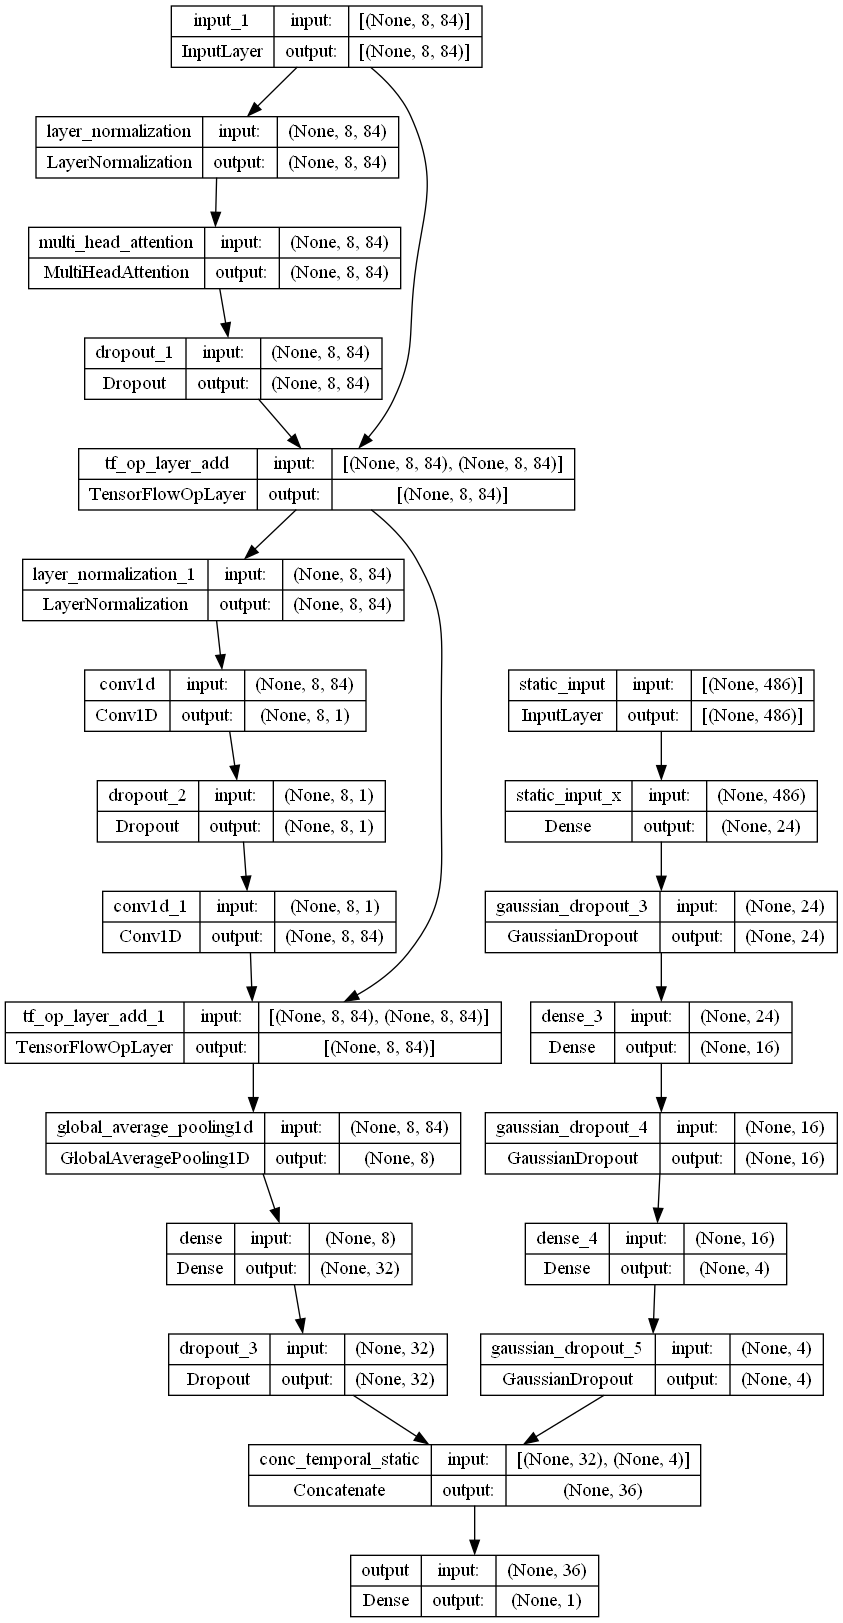 input_1 input: [(None, 8, 84)]
InputLayer output: [(None, 8, 84)]
layer_normalization input: (None, 8, 84)
LayerNormalization output: (None, 8, 84)
multi_head_attention input: (None, 8, 84)
MultiHeadAttention output: (None, 8, 84)
dropout_1 input: (None, 8, 84)
Dropout output: (None, 8, 84)
tf_op_layer_add input: [(None, 8, 84), (None, 8, 84)]
TensorFlowOpLayer output: [(None, 8, 84)]
layer_normalization_1 input: (None, 8, 84)
LayerNormalization output: (None, 8, 84)
conv1d input: (None, 8, 84)
Conv1D output: (None, 8, 1)
dropout_2 input: (None, 8, 1)
Dropout output: (None, 8, 1)
conv1d_1 input: (None, 8, 1)
Conv1D output: (None, 8, 84)
tf_op_layer_add_1 input: [(None, 8, 84), (None, 8, 84)]
TensorFlowOpLayer output: [(None, 8, 84)]
global_average_pooling1d input: (None, 8, 84)
GlobalAveragePooling1D output: (None, 8)
dense input: (None, 8)
Dense output: (None, 32)
dropout_3 input: (None, 32)
Dropout output: (None, 32)
static_input input: [(None, 486)]
InputLayer output: [(None, 486)]
static_input_x input: (None, 486)
Dense output: (None, 24)
gaussian_dropout_3 input: (None, 24)
GaussianDropout output: (None, 24)
dense_3 input: (None, 24)
Dense output: (None, 16)
gaussian_dropout_4 input: (None, 16)
GaussianDropout output: (None, 16)
dense_4 input: (None, 16)
Dense output: (None, 4)
gaussian_dropout_5 input: (None, 4)
GaussianDropout output: (None, 4)
conc_temporal_static input: [(None, 32), (None, 4)]
Concatenate output: (None, 36)
output input: (None, 36)
Dense output: (None, 1)